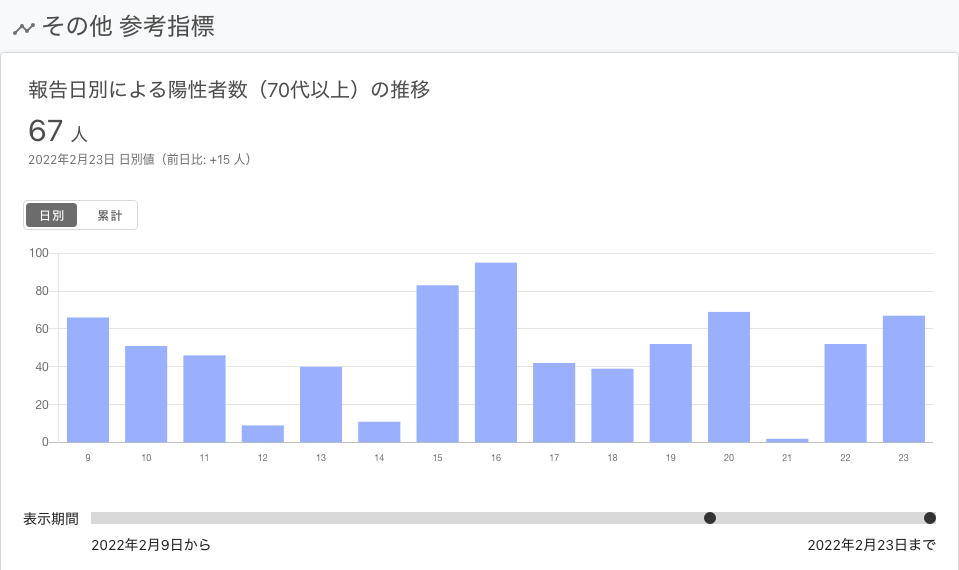 その他 参考指標
報告日別による陽性者数（70代以上）の推移
67 人
2022年2月23日 日別値（前日比: +15 人）
日別 累計
100
80
60
40
20
0
9 10 11 12 13 14 15 16 17 18 19 20 21 22 23
表示期間
2022年2月9日から 2022年2月23日まで